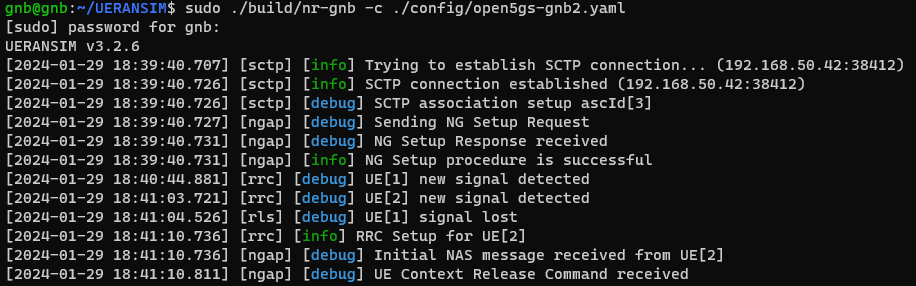 gnb@gnb:~/UERANSIM$ sudo ./build/nr-gnb -c ./config/open5gs-gnb2.yaml
[sudo] password for gnb:
UERANSIM v3.2.6
[2024-01-29 18:39:40.707] [sctp] [info] Trying to establish SCTP connection... (192.168.50.42:38412)
[2024-01-29 18:39:40.726] [sctp] [info] SCTP connection established (192.168.50.42:38412)
[2024-01-29 18:39:40.726] [sctp] [debug] SCTP association setup ascId[3]
[2024-01-29 18:39:40.727] [ngap] [debug] Sending NG Setup Request
[2024-01-29 18:39:40.731] [ngap] [debug] NG Setup Response received
[2024-01-29 18:39:40.731] [ngap] [info] NG Setup procedure is successful
[2024-01-29 18:40:44.881] [rrc] [debug] UE[1] new signal detected
[2024-01-29 18:41:03.721] [rrc] [debug] UE[2] new signal detected
[2024-01-29 18:41:04.526] [rls] [debug] UE[1] signal lost
[2024-01-29 18:41:10.736] [rrc] [info] RRC Setup for UE[2]
[2024-01-29 18:41:10.736] [ngap] [debug] Initial NAS message received from UE[2]
[2024-01-29 18:41:10.811] [ngap] [debug] UE Context Release Command received